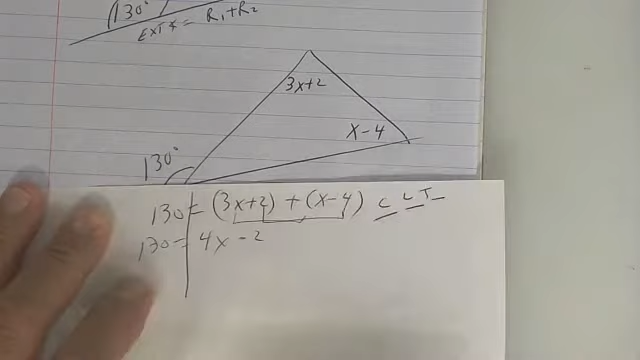 130°
Ext ∡ = R₁+R₂
3x+2
x-4
130°
130= (3x+2) + (x-4) C L T
130= 4x-2